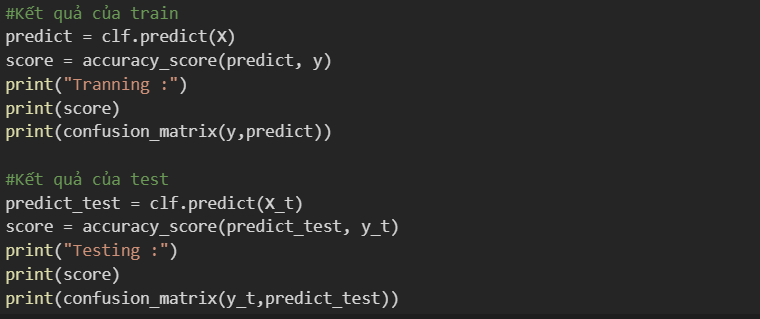 #Kết quả của train
predict = clf.predict(X)
score = accuracy_score(predict, y)
print("Tranning :")
print(score)
print(confusion_matrix(y,predict))

#Kết quả của test
predict_test = clf.predict(X_t)
score = accuracy_score(predict_test, y_t)
print("Testing :")
print(score)
print(confusion_matrix(y_t,predict_test))